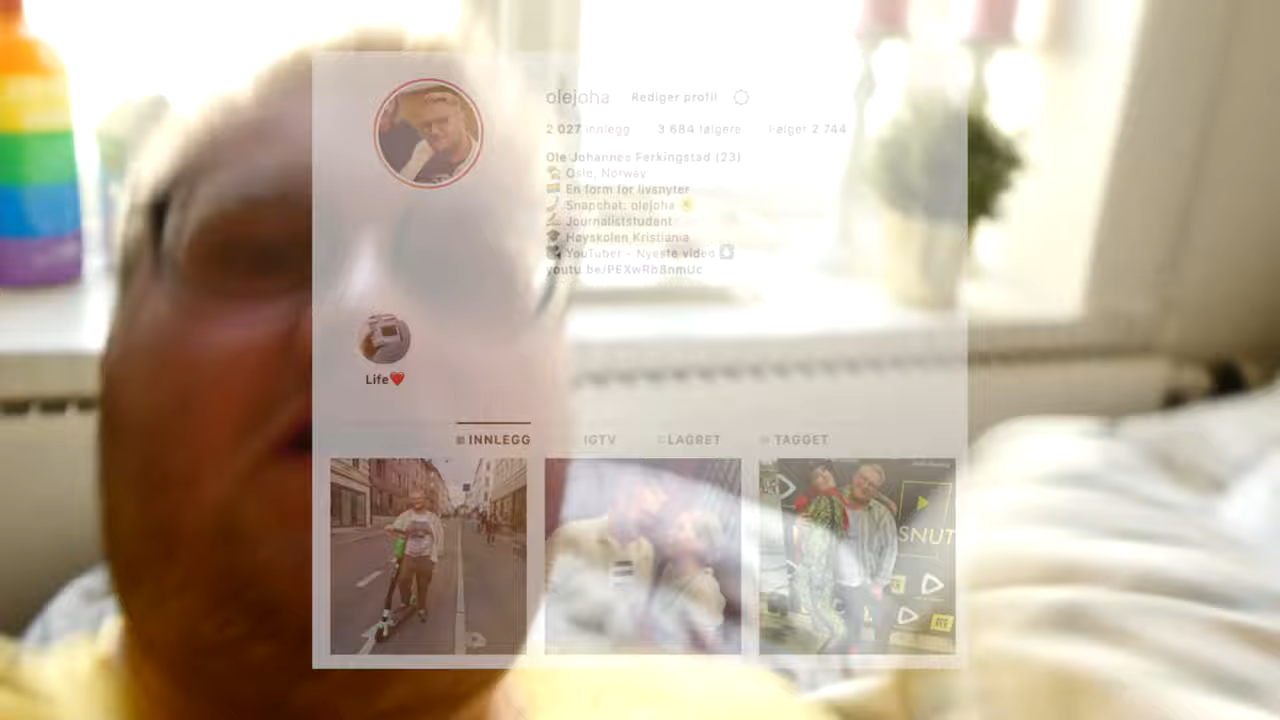 olejoha Rediger profil
2 027 innlegg 3 684 følgere Følger 2 744
Ole Johannes Ferkingstad (23)
Oslo, Norway
En form for livsnyter
Snapchat: olejoha
Journaliststudent
Høyskolen Kristiania
YouTuber - Nyeste video
youtu.be/PEXwRb8nmUc
Life❤️
INNLEGG IGTV LAGRET TAGGET
SNUT